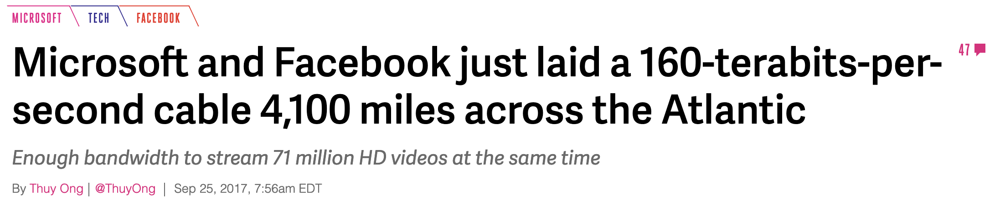 MICROSOFT TECH FACEBOOK
Microsoft and Facebook just laid a 160-terabits-per-
second cable 4,100 miles across the Atlantic
47
Enough bandwidth to stream 71 million HD videos at the same time
By Thuy Ong | @ThuyOng | Sep 25, 2017, 7:56am EDT